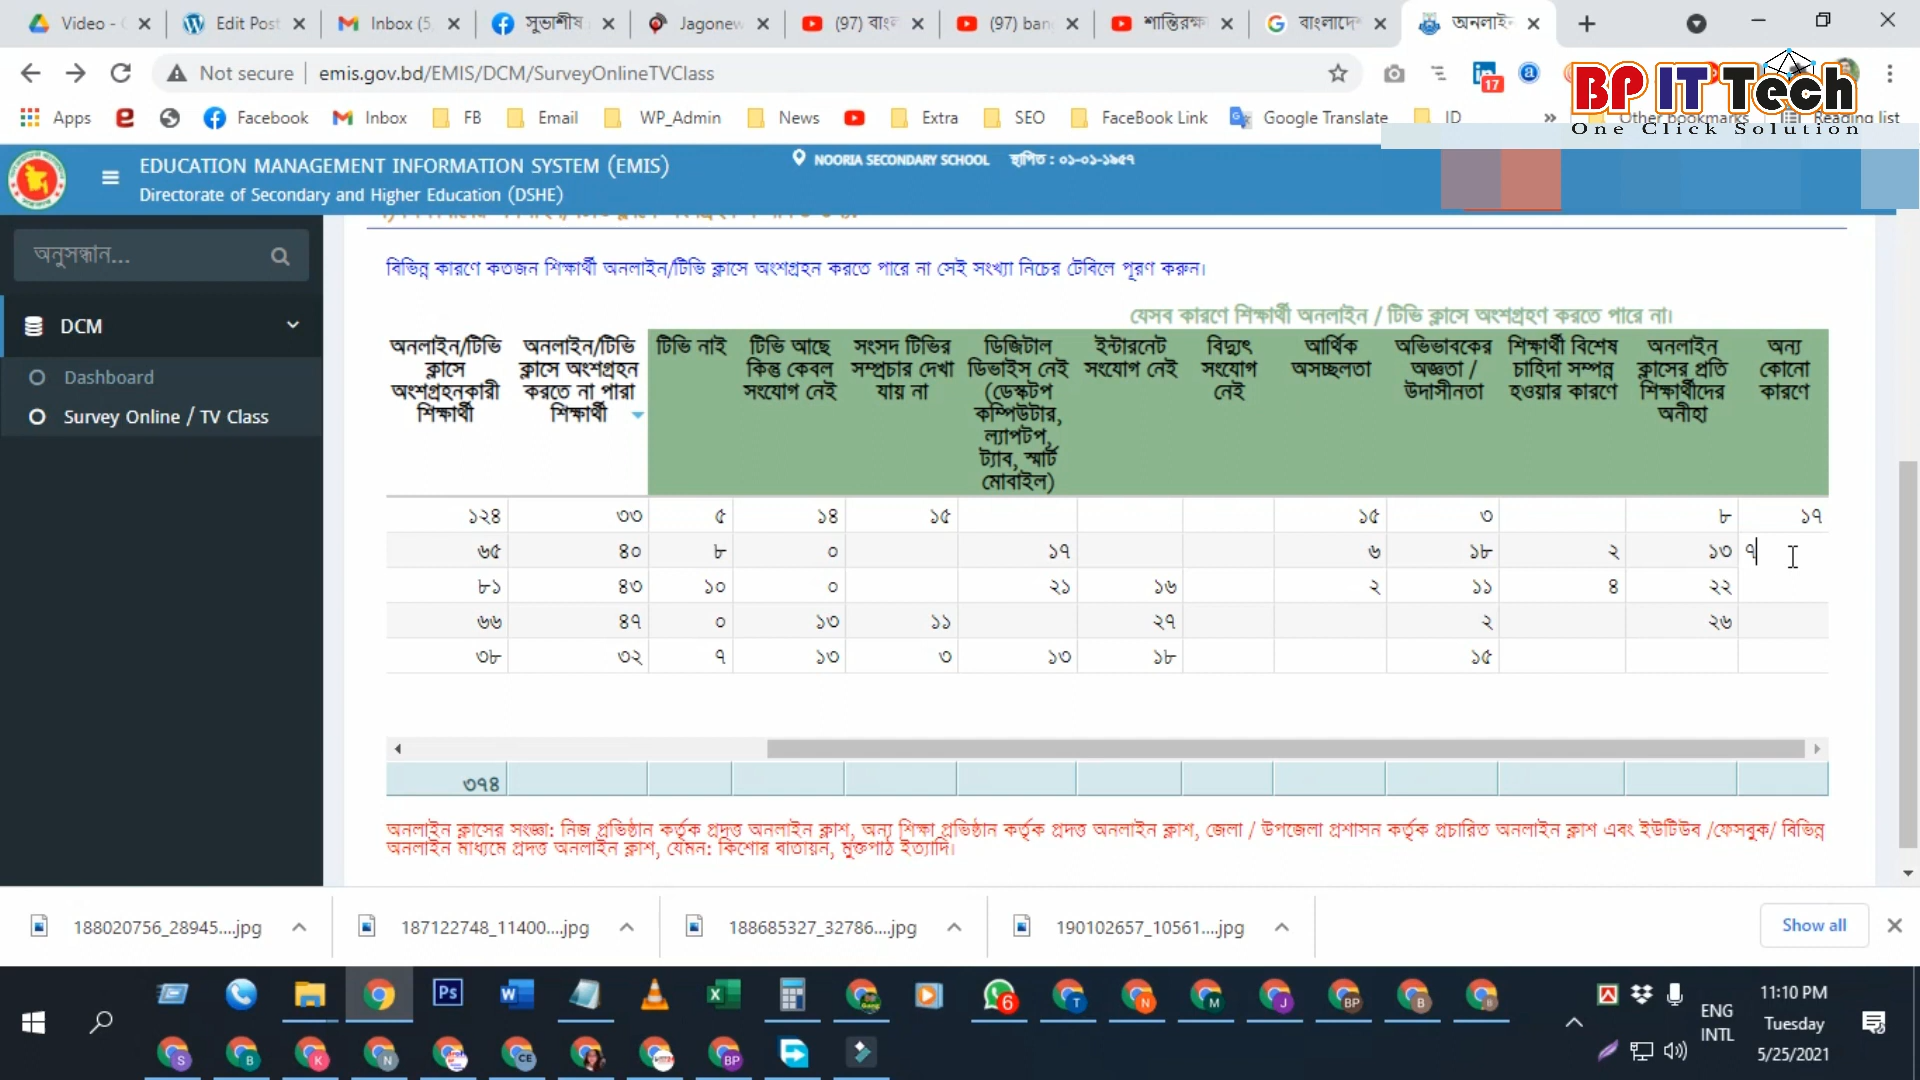 Video - 
Edit Post
Inbox (5
সুভাশীষ
Jagonew
(97) বাংল
(97) ban
শান্তিরক্ষ
বাংলাদে
অনলাইন
Not secure
emis.gov.bd/EMIS/DCM/SurveyOnlineTVClass
17
BP IT Tech
One Click Solution
Apps
Facebook
Inbox
FB
Email
WP_Admin
News
Extra
SEO
FaceBook Link
Google Translate
ID
Other bookmarks
Reading list
EDUCATION MANAGEMENT INFORMATION SYSTEM (EMIS)
Directorate of Secondary and Higher Education (DSHE)
NOORIA SECONDARY SCHOOL স্থাপিত : ০১-০১-১৯৫৭
অনুসন্ধান...
DCM
Dashboard
Survey Online / TV Class
বিভিন্ন কারণে কতজন শিক্ষার্থী অনলাইন/টিভি ক্লাসে অংশগ্রহন করতে পারে না সেই সংখ্যা নিচের টেবিলে পূরণ করুন।
যেসব কারণে শিক্ষার্থী অনলাইন / টিভি ক্লাসে অংশগ্রহণ করতে পারে না।
অনলাইন/টিভি
ক্লাসে
অংশগ্রহনকারী
শিক্ষার্থী
অনলাইন/টিভি
ক্লাসে অংশগ্রহন
করতে না পারা
শিক্ষার্থী
টিভি নাই
টিভি আছে
কিন্তু কেবল
সংযোগ নেই
সংসদ টিভির
সম্প্রচার দেখা
যায় না
ডিজিটাল
ডিভাইস নেই
(ডেস্কটপ
কম্পিউটার,
ল্যাপটপ,
ট্যাব, স্মার্ট
মোবাইল)
ইন্টারনেট
সংযোগ নেই
বিদ্যুৎ
সংযোগ
নেই
আর্থিক
অসচ্ছলতা
অভিভাবকের
অজ্ঞতা /
উদাসীনতা
শিক্ষার্থী বিশেষ
চাহিদা সম্পন্ন
হওয়ার কারণে
অনলাইন
ক্লাসের প্রতি
শিক্ষার্থীদের
অনীহা
অন্য
কোনো
কারণে
১২৪ ৩৩ ৫ ১৪ ১৫ ১৫ ৩ ৮ ১৭
৬৫ ৪০ ৮ ০ ১৭ ৬ ১৮ ২ ১৩ ৭
৮১ ৪৩ ১০ ০ ২১ ১৬ ২ ১১ ৪ ২২
৬৬ ৪৭ ০ ১৩ ১১ ২৭ ২ ২৬
৩৮ ৩২ ৭ ১৩ ৩ ১৩ ১৮ ১৫
৩৭৪
অনলাইন ক্লাসের সংজ্ঞা: নিজ প্রতিষ্ঠান কর্তৃক প্রদত্ত অনলাইন ক্লাশ, অন্য শিক্ষা প্রতিষ্ঠান কর্তৃক প্রদত্ত অনলাইন ক্লাশ, জেলা / উপজেলা প্রশাসন কর্তৃক প্রচারিত অনলাইন ক্লাশ এবং ইউটিউব /ফেসবুক/ বিভিন্ন
অনলাইন মাধ্যমে প্রদত্ত অনলাইন ক্লাশ, যেমন: কিশোর বাতায়ন, মুক্তপাঠ ইত্যাদি।
188020756_28945....jpg
187122748_11400....jpg
188685327_32786....jpg
190102657_10561....jpg
Show all
ENG
INTL
11:10 PM
Tuesday
5/25/2021